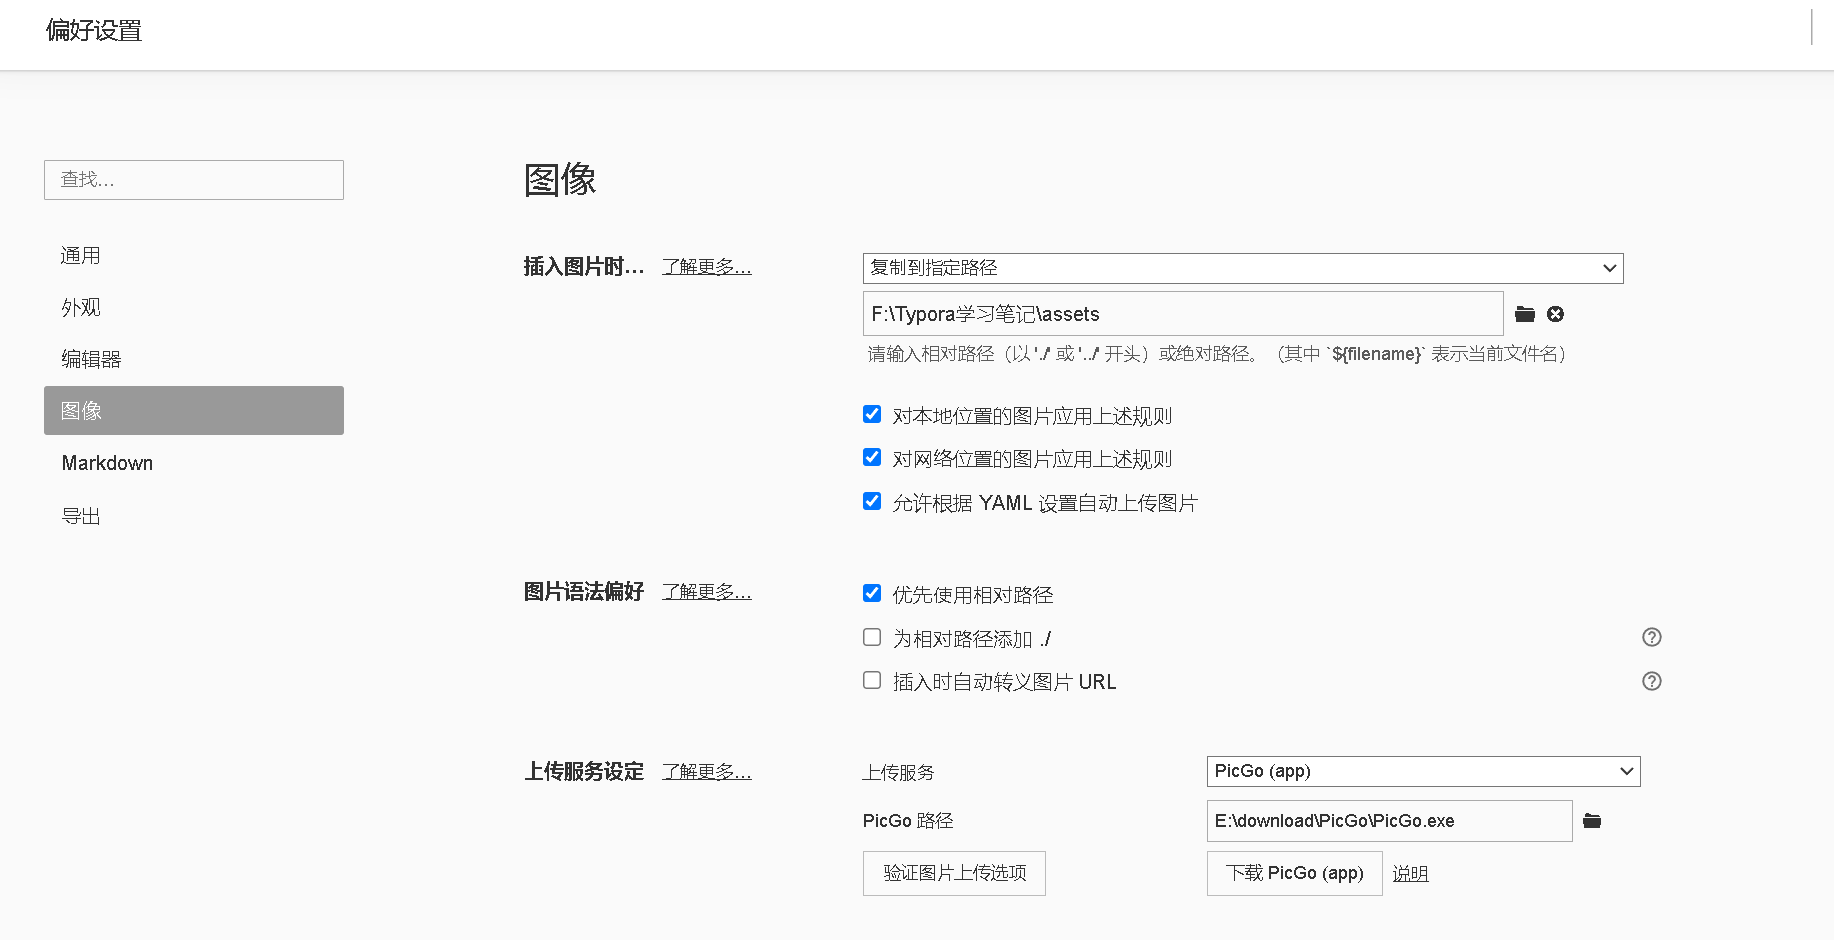 偏好设置
查找...
通用
外观
编辑器
图像
Markdown
导出
图像
插入图片时... 了解更多...
复制到指定路径
F:\Typora学习笔记\assets
请输入相对路径（以 './' 或 '../' 开头）或绝对路径。（其中 `${filename}` 表示当前文件名）
对本地位置的图片应用上述规则
对网络位置的图片应用上述规则
允许根据 YAML 设置自动上传图片
图片语法偏好 了解更多...
优先使用相对路径
为相对路径添加 ./
插入时自动转义图片 URL
上传服务设定 了解更多...
上传服务 PicGo (app)
PicGo 路径 E:\download\PicGo\PicGo.exe
验证图片上传选项 下载 PicGo (app) 说明